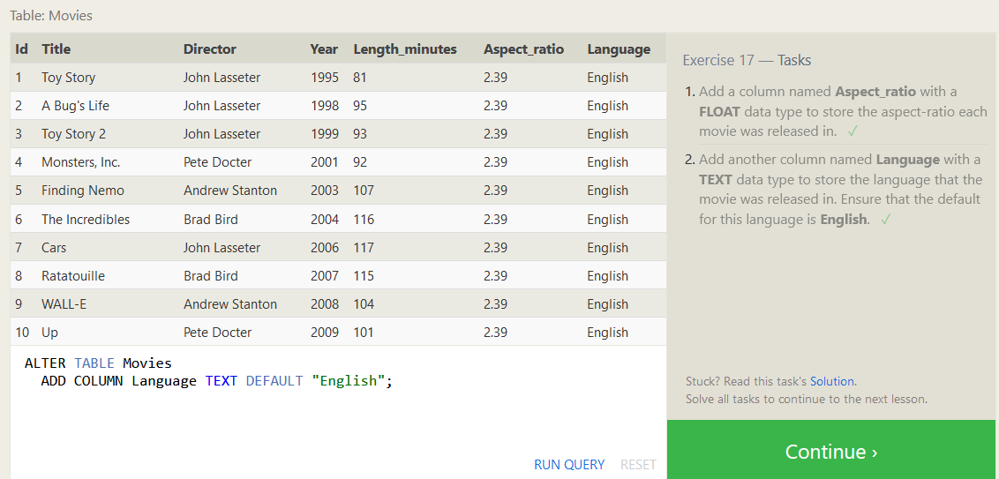 Table: Movies
Id Title Director Year Length_minutes Aspect_ratio Language
1 Toy Story John Lasseter 1995 81 2.39 English
2 A Bug's Life John Lasseter 1998 95 2.39 English
3 Toy Story 2 John Lasseter 1999 93 2.39 English
4 Monsters, Inc. Pete Docter 2001 92 2.39 English
5 Finding Nemo Andrew Stanton 2003 107 2.39 English
6 The Incredibles Brad Bird 2004 116 2.39 English
7 Cars John Lasseter 2006 117 2.39 English
8 Ratatouille Brad Bird 2007 115 2.39 English
9 WALL-E Andrew Stanton 2008 104 2.39 English
10 Up Pete Docter 2009 101 2.39 English
ALTER TABLE Movies
ADD COLUMN Language TEXT DEFAULT "English";
RUN QUERY RESET
Exercise 17 — Tasks
1. Add a column named Aspect_ratio with a
FLOAT data type to store the aspect-ratio each
movie was released in. ✓
2. Add another column named Language with a
TEXT data type to store the language that the
movie was released in. Ensure that the default
for this language is English. ✓
Stuck? Read this task's Solution.
Solve all tasks to continue to the next lesson.
Continue ›